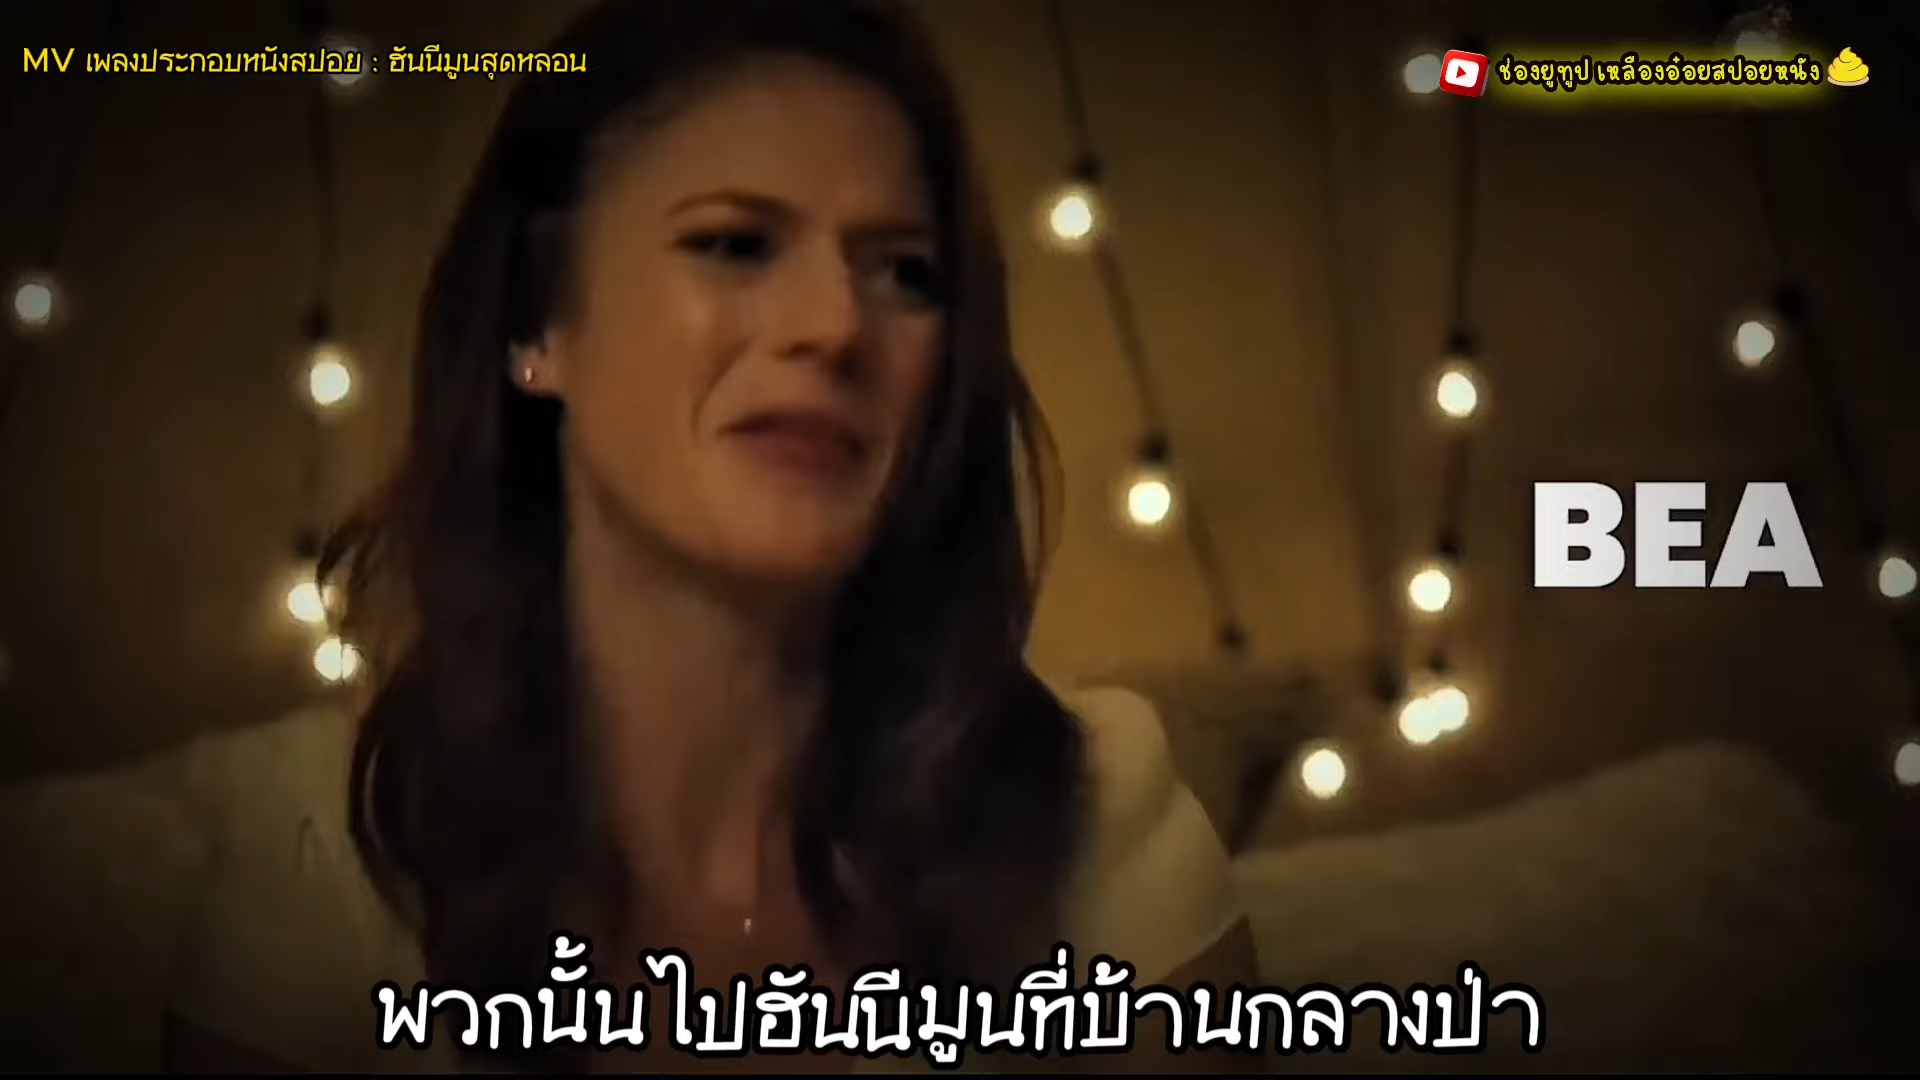 MV เพลงประกอบหนังสปอย : ฮันนีมูนสุดหลอน
ช่องยูทูป เหลืองอ๋อยสปอยหนัง
BEA
พวกนั้นไปฮันนีมูนที่บ้านกลางป่า